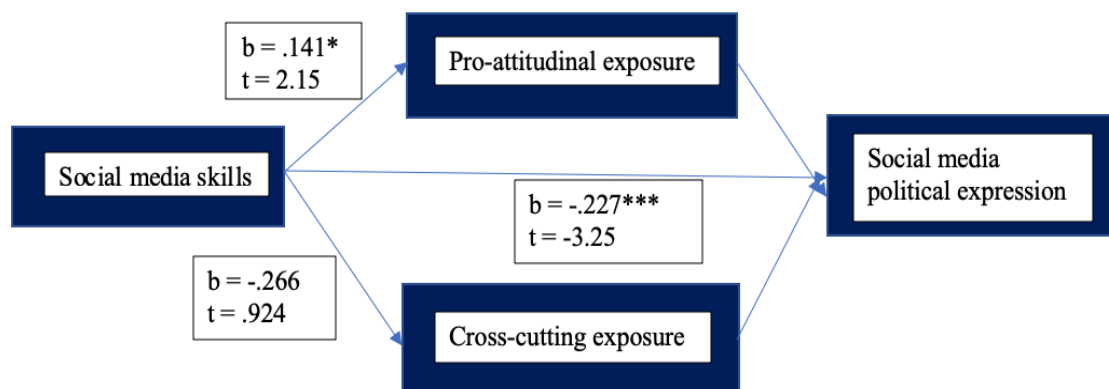 b = .141*
t = 2.15
Pro-attitudinal exposure
Social media skills
Social media
political expression
b = -.227***
t = -3.25
b = -.266
t = .924
Cross-cutting exposure